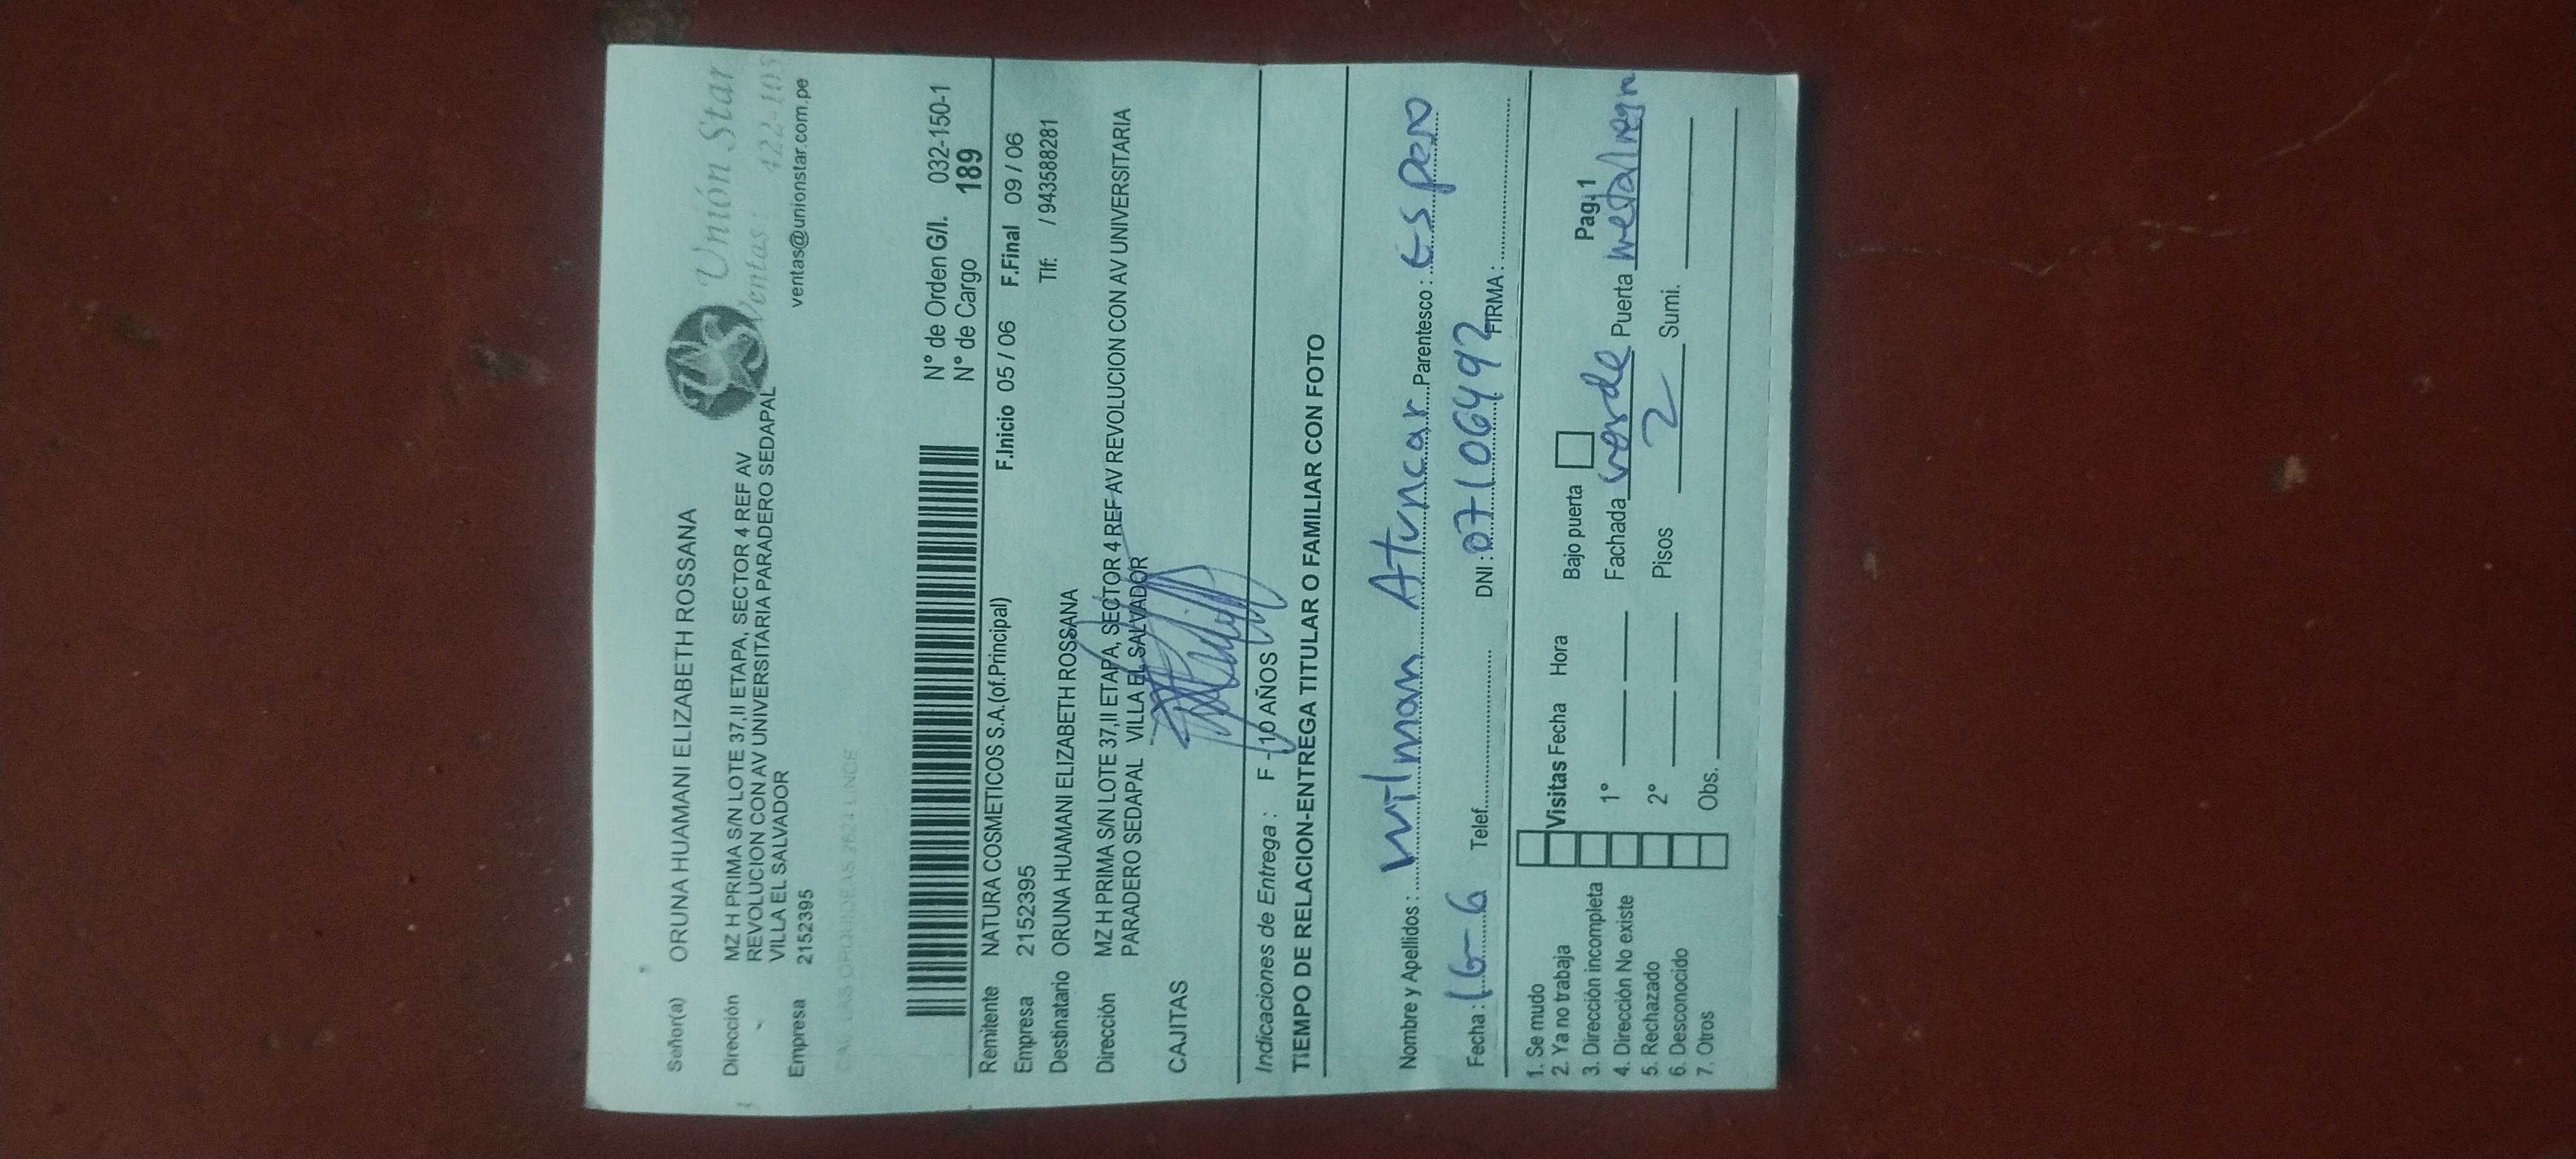 Señor(a) ORUNA HUAMANI ELIZABETH ROSSANA
Unión Star
Ventas: 422-105
ventas@unionstar.com.pe
Dirección MZ H PRIMA S/N LOTE 37,II ETAPA, SECTOR 4 REF AV
REVOLUCION CON AV UNIVERSITARIA PARADERO SEDAPAL
VILLA EL SALVADOR
Empresa 2152395
N° de Orden G/I. 032-150-1
N° de Cargo 189
Remitente NATURA COSMETICOS S.A.(of.Principal) F.Inicio 05 / 06 F.Final 09 / 06
Empresa 2152395 Tlf: / 943588281
Destinatario ORUNA HUAMANI ELIZABETH ROSSANA
Dirección MZ H PRIMA S/N LOTE 37,II ETAPA, SECTOR 4 REF AV REVOLUCION CON AV UNIVERSITARIA
PARADERO SEDAPAL VILLA EL SALVADOR
CAJITAS
Indicaciones de Entrega : F - 10 AÑOS
TIEMPO DE RELACION-ENTREGA TITULAR O FAMILIAR CON FOTO
Nombre y Apellidos : Wilman Atuncar Parentesco : Esposo
Fecha : 16-6 Telef. DNI : 07106492 FIRMA :
1. Se mudo
2. Ya no trabaja Visitas Fecha Hora Bajo puerta Pag. 1
3. Dirección incompleta
4. Dirección No existe 1° Fachada verde Puerta
5. Rechazado 2° Pisos 2 Sumi.
6. Desconocido
7. Otros Obs.